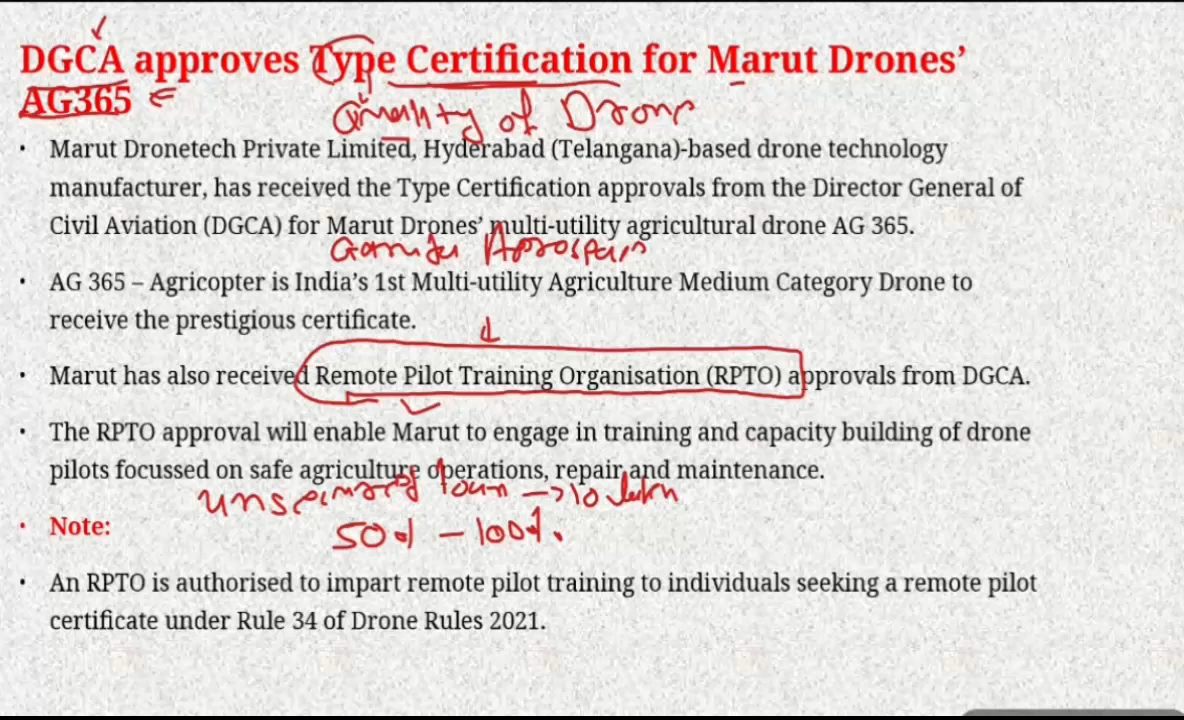 DGCA approves Type Certification for Marut Drones'
AG365
Quality of Drone
• Marut Dronetech Private Limited, Hyderabad (Telangana)-based drone technology
manufacturer, has received the Type Certification approvals from the Director General of
Civil Aviation (DGCA) for Marut Drones' multi-utility agricultural drone AG 365.
• AG 365 – Agricopter is India's 1st Multi-utility Agriculture Medium Category Drone to
receive the prestigious certificate.
• Marut has also received Remote Pilot Training Organisation (RPTO) approvals from DGCA.
• The RPTO approval will enable Marut to engage in training and capacity building of drone
pilots focussed on safe agriculture operations, repair and maintenance.
loan → 10
• Note:
• An RPTO is authorised to impart remote pilot training to individuals seeking a remote pilot
certificate under Rule 34 of Drone Rules 2021.